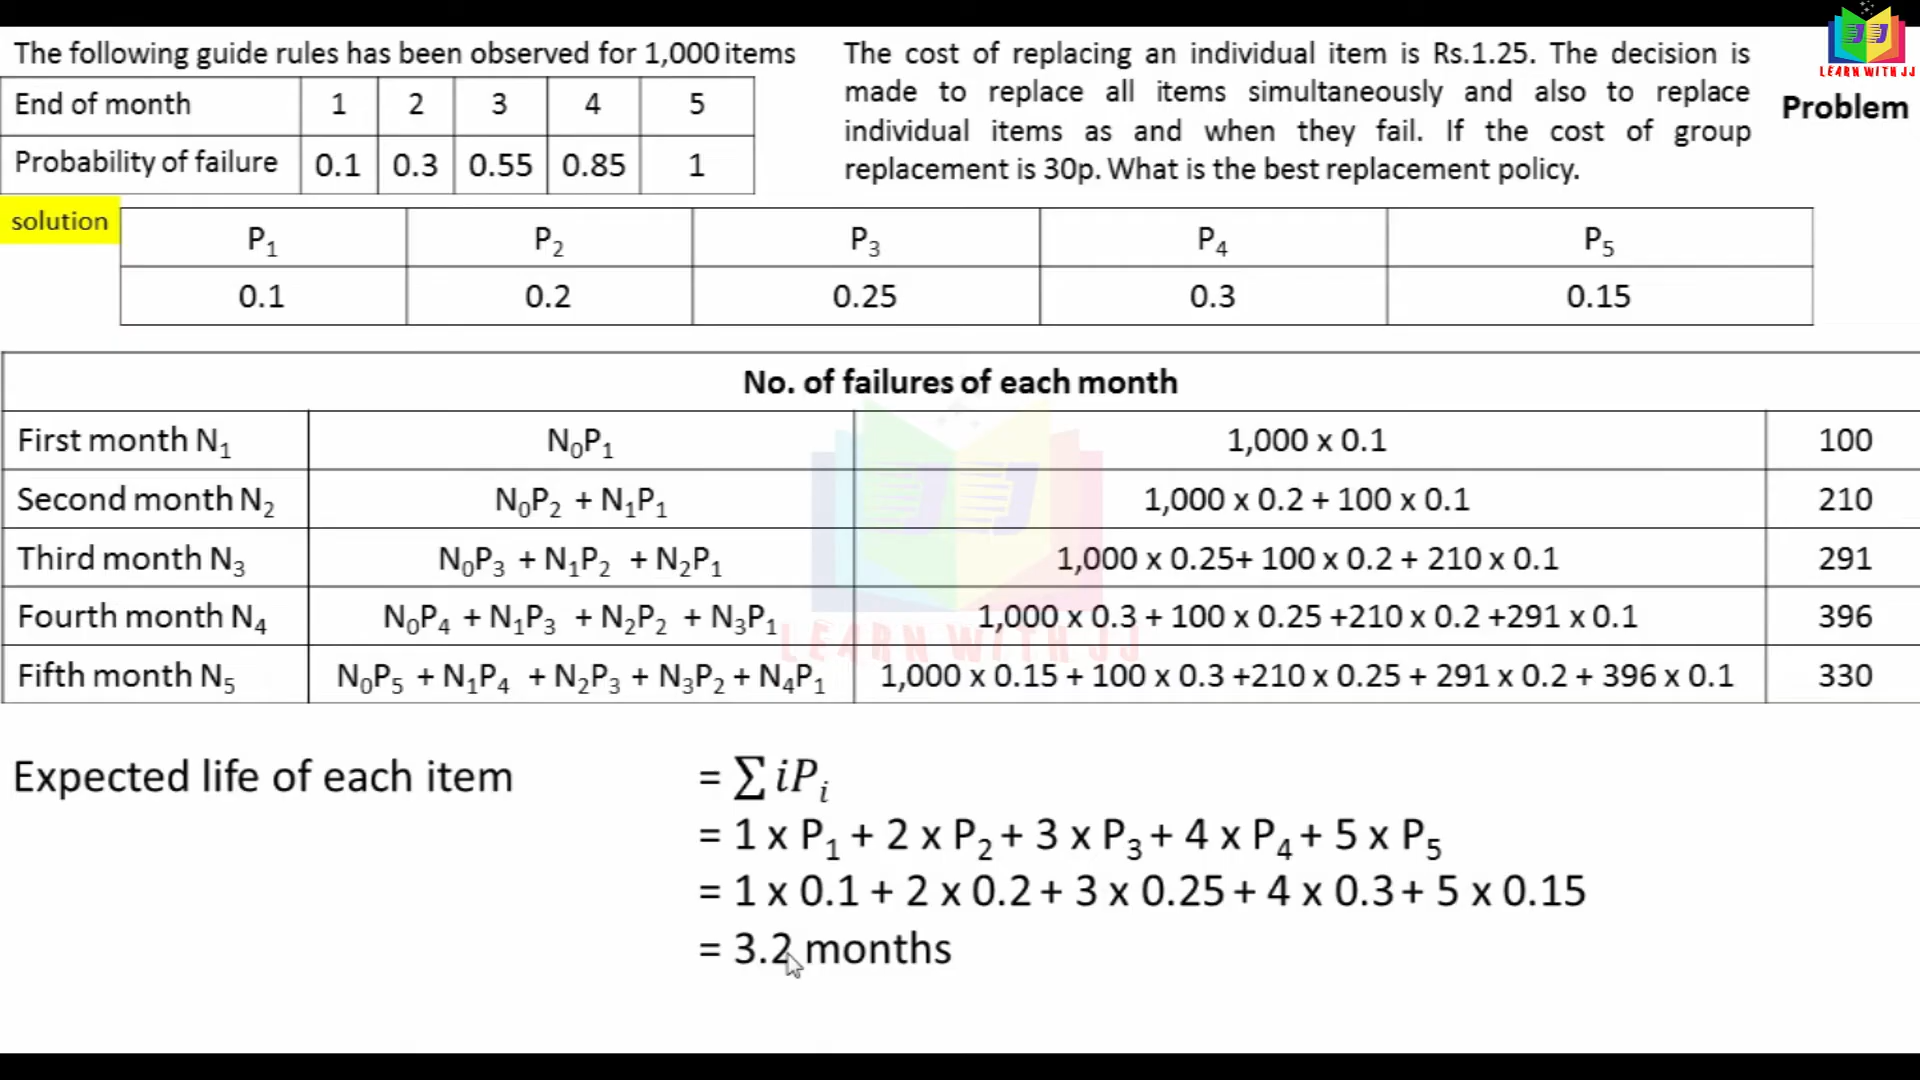 The following guide rules has been observed for 1,000 items
End of month 1 2 3 4 5
Probability of failure 0.1 0.3 0.55 0.85 1
The cost of replacing an individual item is Rs.1.25. The decision is
made to replace all items simultaneously and also to replace
individual items as and when they fail. If the cost of group
replacement is 30p. What is the best replacement policy.
LEARN WITH JJ
Problem
solution
P₁ P₂ P₃ P₄ P₅
0.1 0.2 0.25 0.3 0.15
No. of failures of each month
First month N₁ N₀P₁ 1,000 x 0.1 100
Second month N₂ N₀P₂ + N₁P₁ 1,000 x 0.2 + 100 x 0.1 210
Third month N₃ N₀P₃ + N₁P₂ + N₂P₁ 1,000 x 0.25+ 100 x 0.2 + 210 x 0.1 291
Fourth month N₄ N₀P₄ + N₁P₃ + N₂P₂ + N₃P₁ 1,000 x 0.3 + 100 x 0.25 +210 x 0.2 +291 x 0.1 396
LEARN WITH JJ
Fifth month N₅ N₀P₅ + N₁P₄ + N₂P₃ + N₃P₂ + N₄P₁ 1,000 x 0.15 + 100 x 0.3 +210 x 0.25 + 291 x 0.2 + 396 x 0.1 330
Expected life of each item = ∑ iPᵢ
= 1 x P₁ + 2 x P₂ + 3 x P₃ + 4 x P₄ + 5 x P₅
= 1 x 0.1 + 2 x 0.2 + 3 x 0.25 + 4 x 0.3 + 5 x 0.15
= 3.2 months